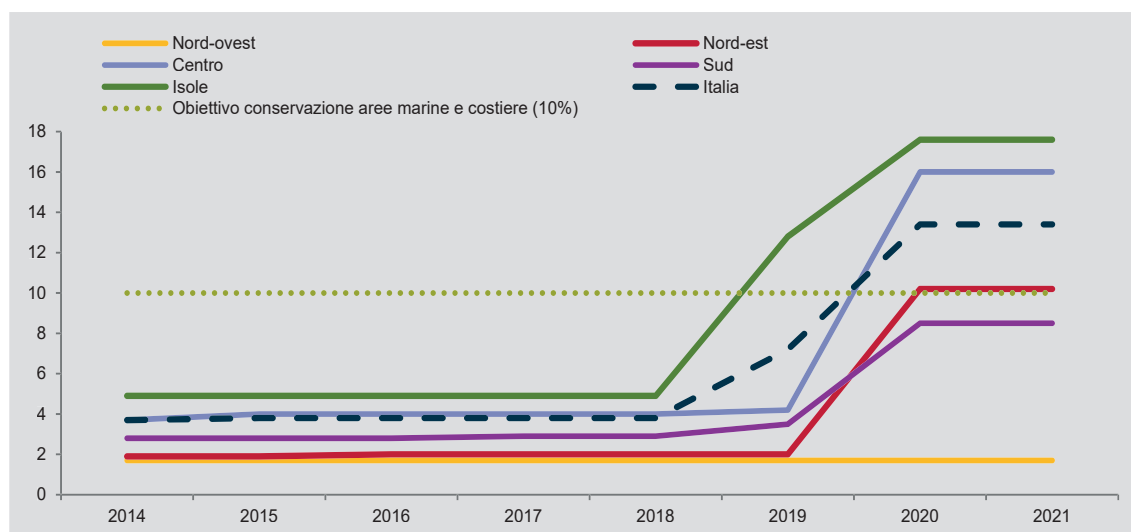 Nord-ovest Nord-est
Centro Sud
Isole Italia
Obiettivo conservazione aree marine e costiere (10%)
18
16
14
12
10
8
6
4
2
0
2014 2015 2016 2017 2018 2019 2020 2021